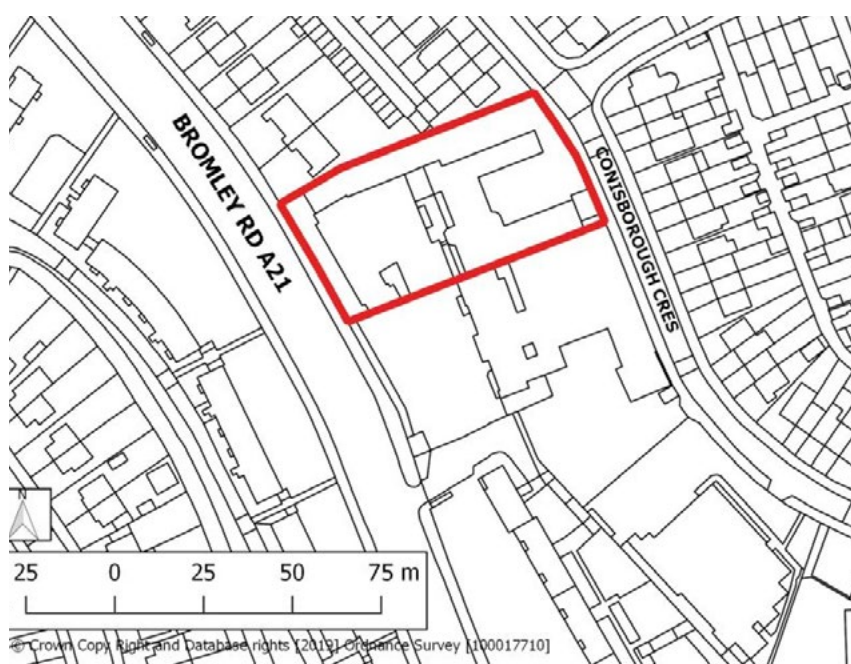 BROMLEY RD A21
CONISBOROUGH CRES
N
25 0 25 50 75 m
© Crown Copy Right and Database rights [2019] Ordnance Survey [100017710]